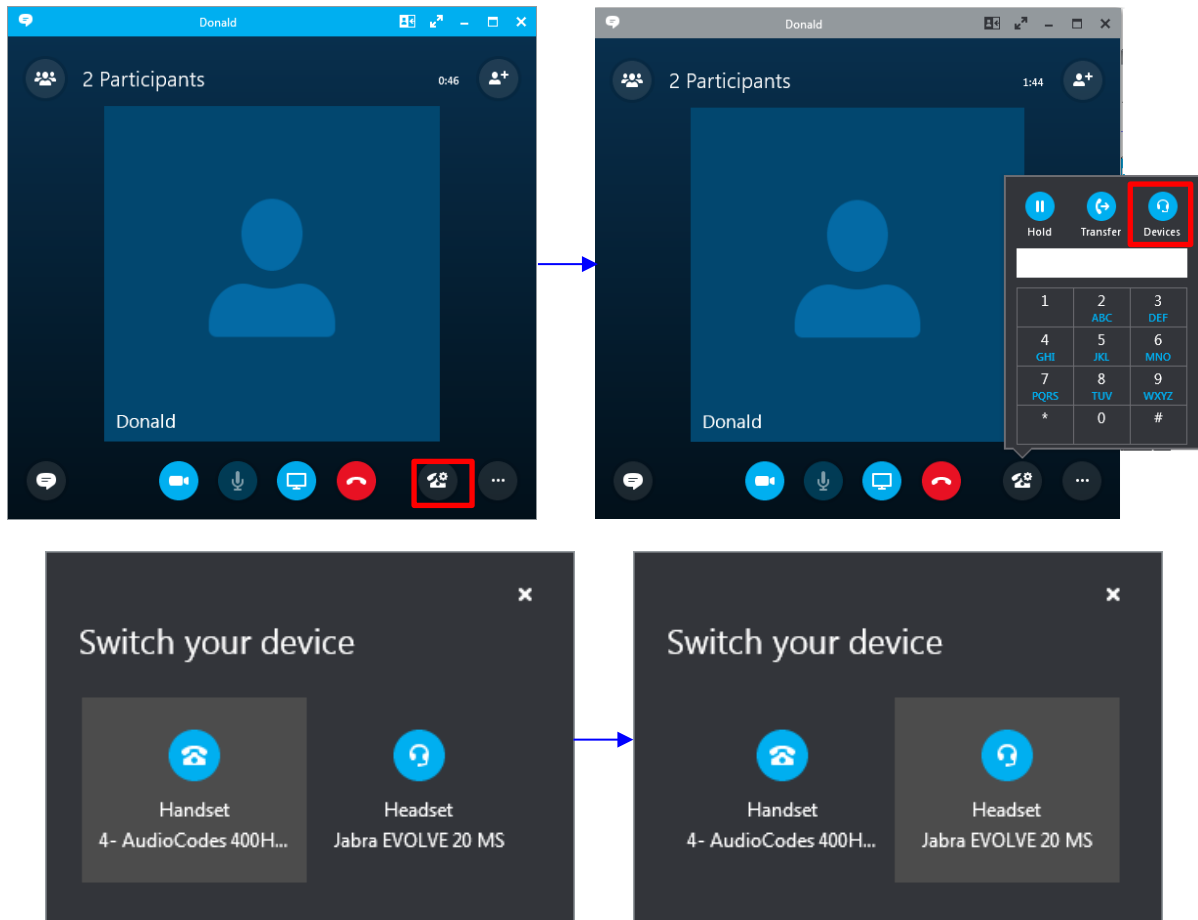 Donald
2 Participants
0:46
Donald
Donald
2 Participants
1:44
Donald
Hold Transfer Devices
1 2 3
ABC DEF
4 5 6
GHI JKL MNO
7 8 9
PQRS TUV WXYZ
* 0 #
Switch your device
Handset Headset
4- AudioCodes 400H... Jabra EVOLVE 20 MS
Switch your device
Handset Headset
4- AudioCodes 400H... Jabra EVOLVE 20 MS